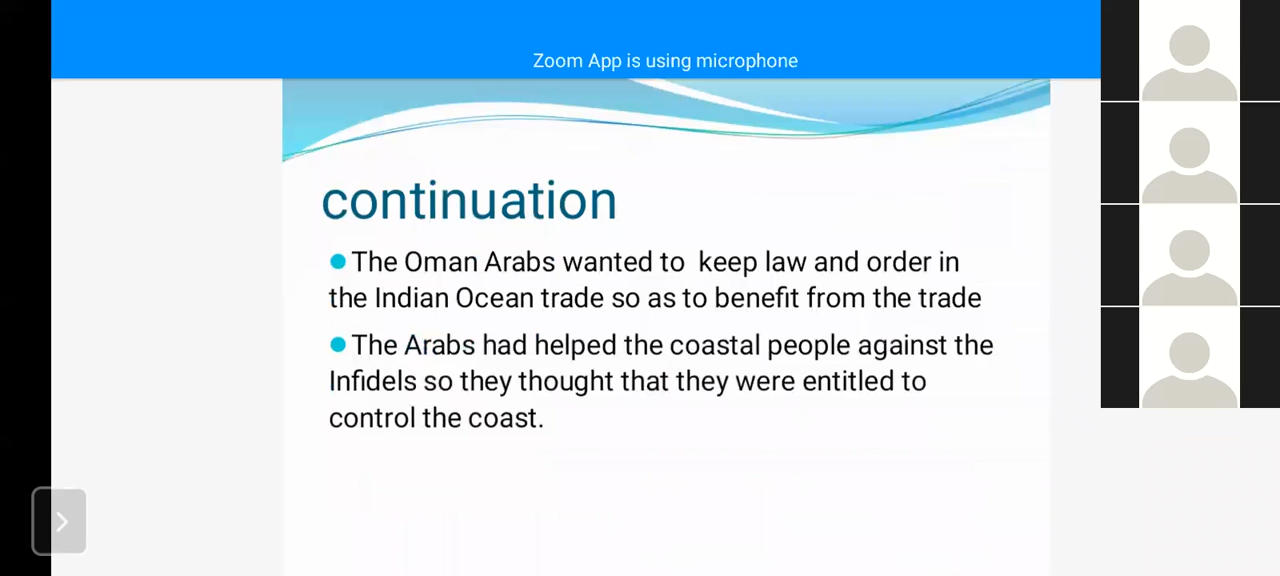 Zoom App is using microphone
continuation
The Oman Arabs wanted to keep law and order in
the Indian Ocean trade so as to benefit from the trade
The Arabs had helped the coastal people against the
Infidels so they thought that they were entitled to
control the coast.